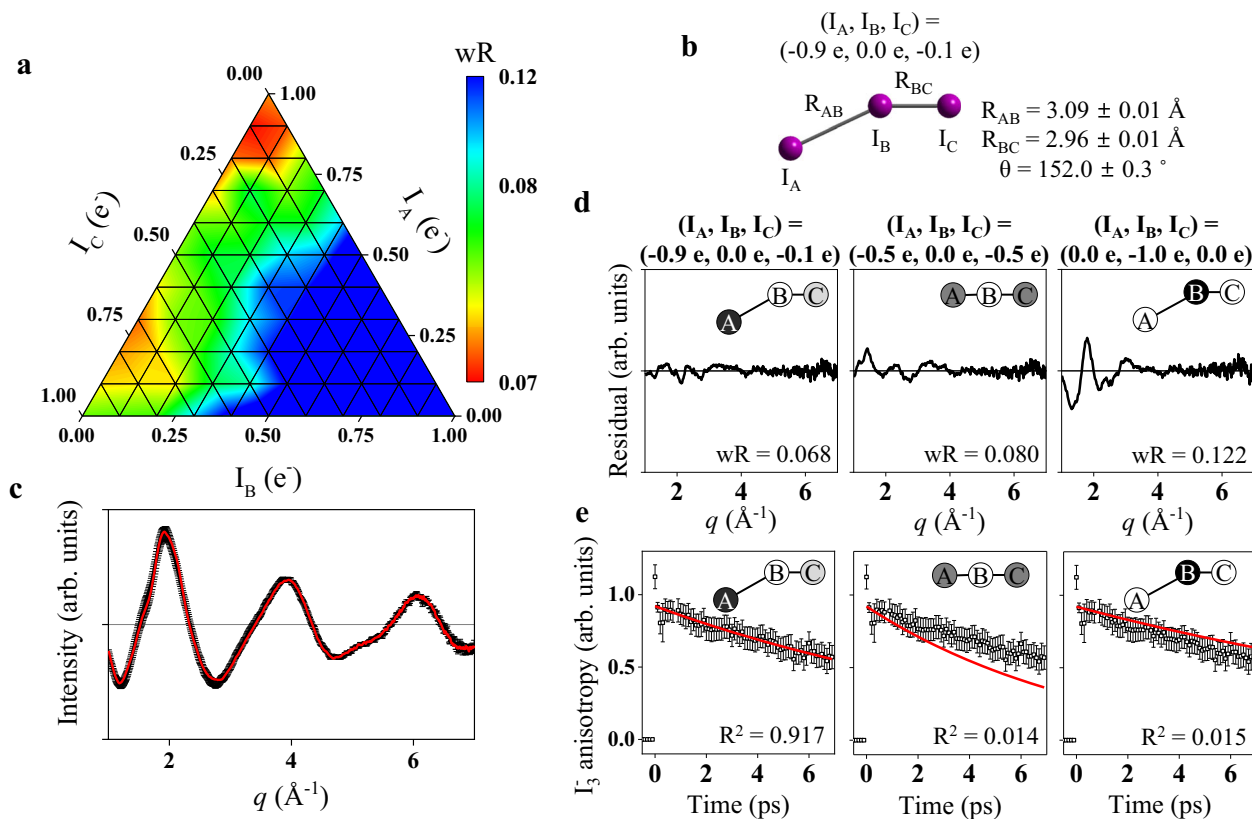 a
wR
0.12
0.10
0.08
0.07
0.00
0.25
0.50
0.75
1.00
I_C (e⁻)
1.00
0.75
0.50
0.25
0.00
I_A (e⁻)
0.00 0.25 0.50 0.75 1.00
I_B (e⁻)
b
(I_A, I_B, I_C) =
(-0.9 e, 0.0 e, -0.1 e)
R_AB
R_BC
I_A
I_B
I_C
R_AB = 3.09 ± 0.01 Å
R_BC = 2.96 ± 0.01 Å
θ = 152.0 ± 0.3 °
c
Intensity (arb. units)
2 4 6
q (Å⁻¹)
d
(I_A, I_B, I_C) =
(-0.9 e, 0.0 e, -0.1 e)
(I_A, I_B, I_C) =
(-0.5 e, 0.0 e, -0.5 e)
(I_A, I_B, I_C) =
(0.0 e, -1.0 e, 0.0 e)
Residual (arb. units)
A B C
A B C
A B C
wR = 0.068
wR = 0.080
wR = 0.122
2 4 6
2 4 6
2 4 6
q (Å⁻¹)
q (Å⁻¹)
q (Å⁻¹)
e
I₃⁻ anisotropy (arb. units)
1.0
0.5
0.0
A B C
A B C
A B C
R² = 0.917
R² = 0.014
R² = 0.015
0 2 4 6
0 2 4 6
0 2 4 6
Time (ps)
Time (ps)
Time (ps)